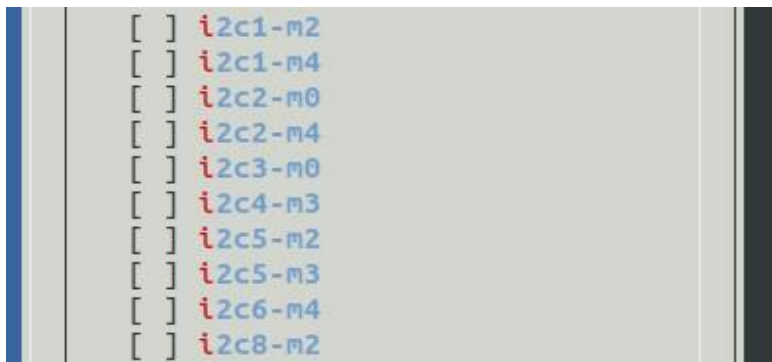 [ ] i2c1-m2
[ ] i2c1-m4
[ ] i2c2-m0
[ ] i2c2-m4
[ ] i2c3-m0
[ ] i2c4-m3
[ ] i2c5-m2
[ ] i2c5-m3
[ ] i2c6-m4
[ ] i2c8-m2